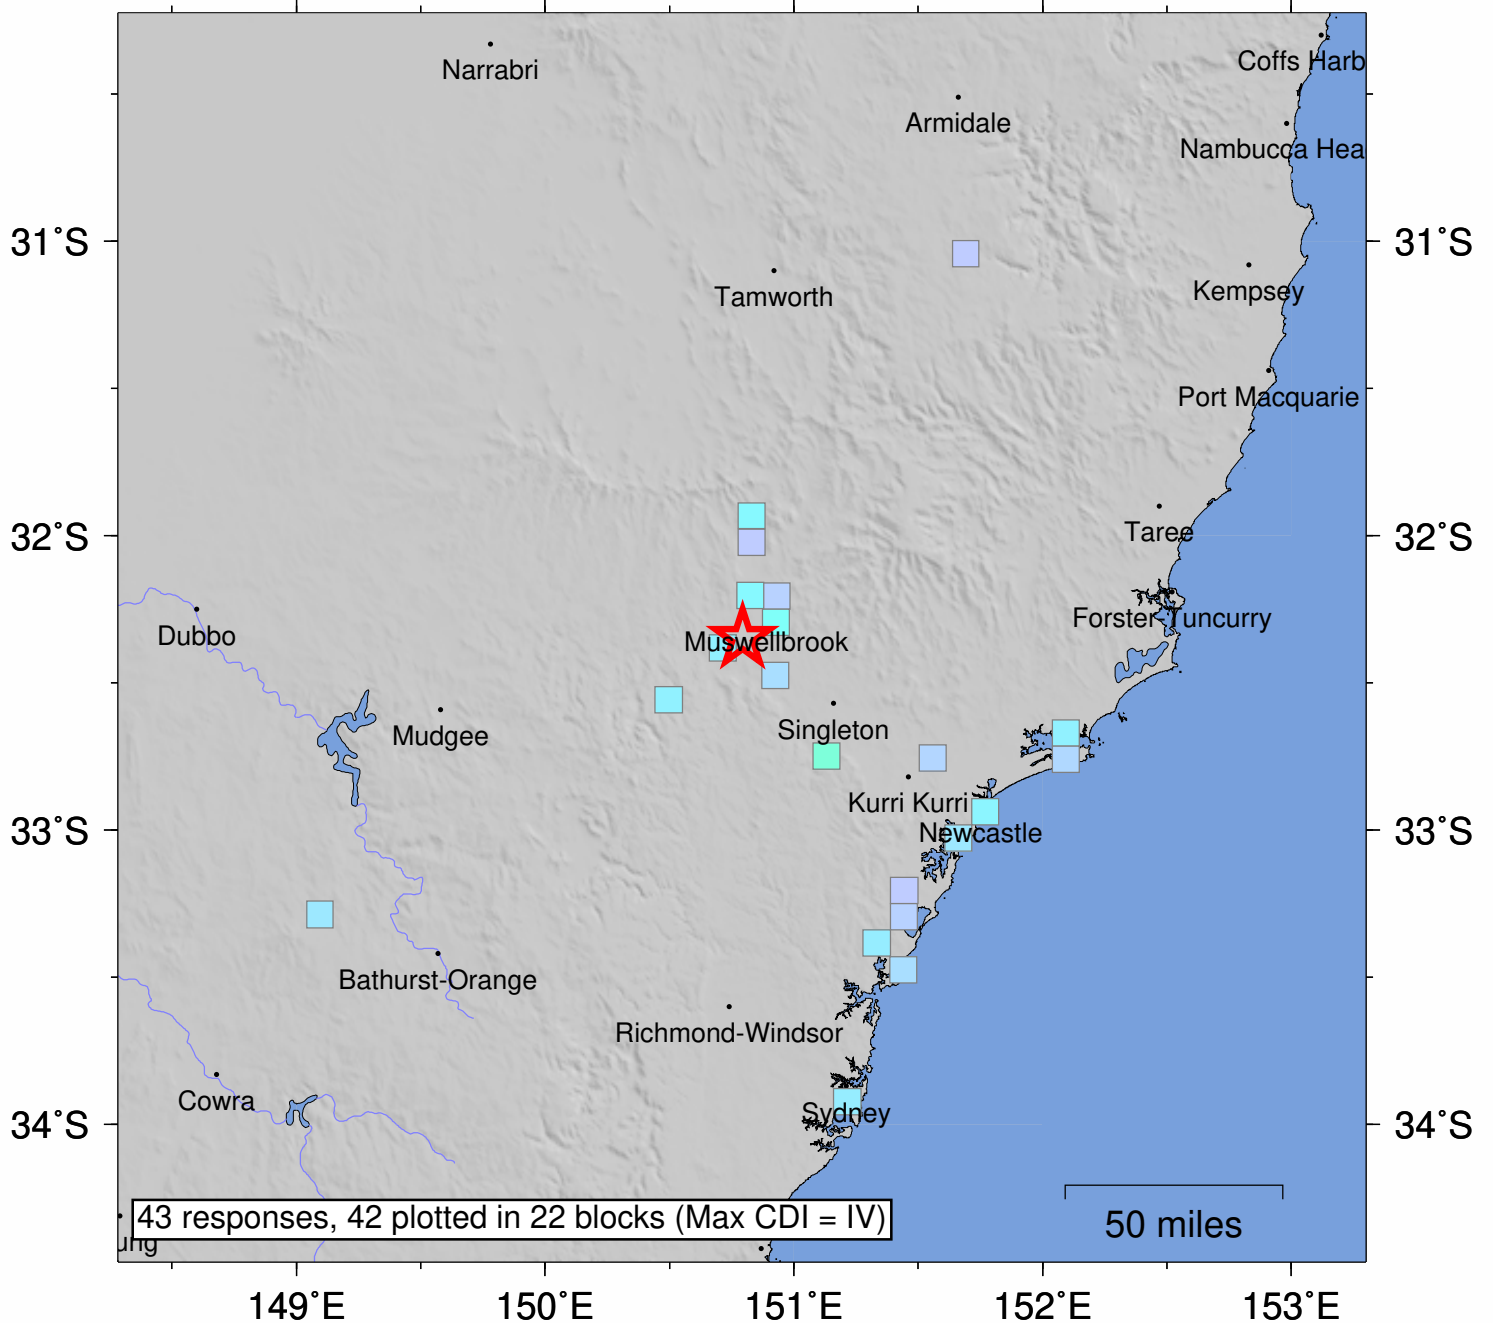 Narrabri
Coffs Harb
Armidale
Nambucca Hea
31°S
31°S
Tamworth
Kempsey
Port Macquarie
32°S
32°S
Taree
Forster-Tuncurry
Dubbo
Muswellbrook
Mudgee
Singleton
Kurri Kurri
33°S
33°S
Newcastle
Bathurst-Orange
Richmond-Windsor
Cowra
Sydney
34°S
34°S
43 responses, 42 plotted in 22 blocks (Max CDI = IV)
50 miles
ung
149°E
150°E
151°E
152°E
153°E